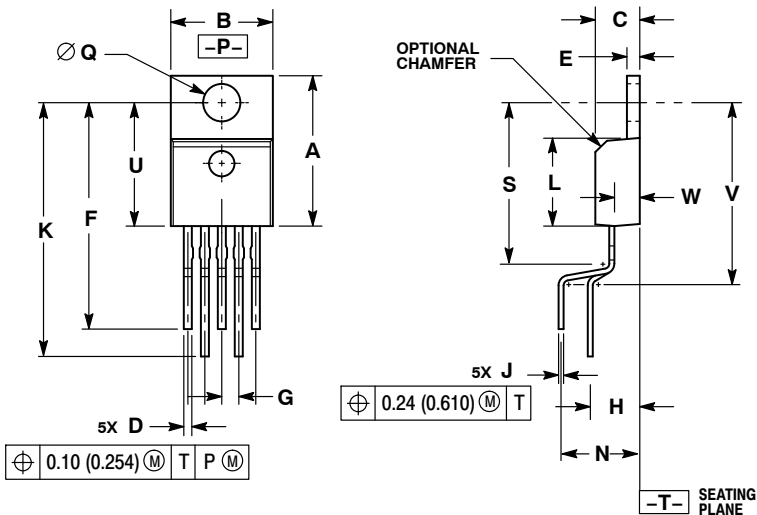 B
–P–
Ø Q
U
A
F
K
G
5X D
⌖ 0.10 (0.254) Ⓜ T P Ⓜ
C
E
OPTIONAL
CHAMFER
S
L
W
V
5X J
⌖ 0.24 (0.610) Ⓜ T
H
N
–T–
SEATING
PLANE